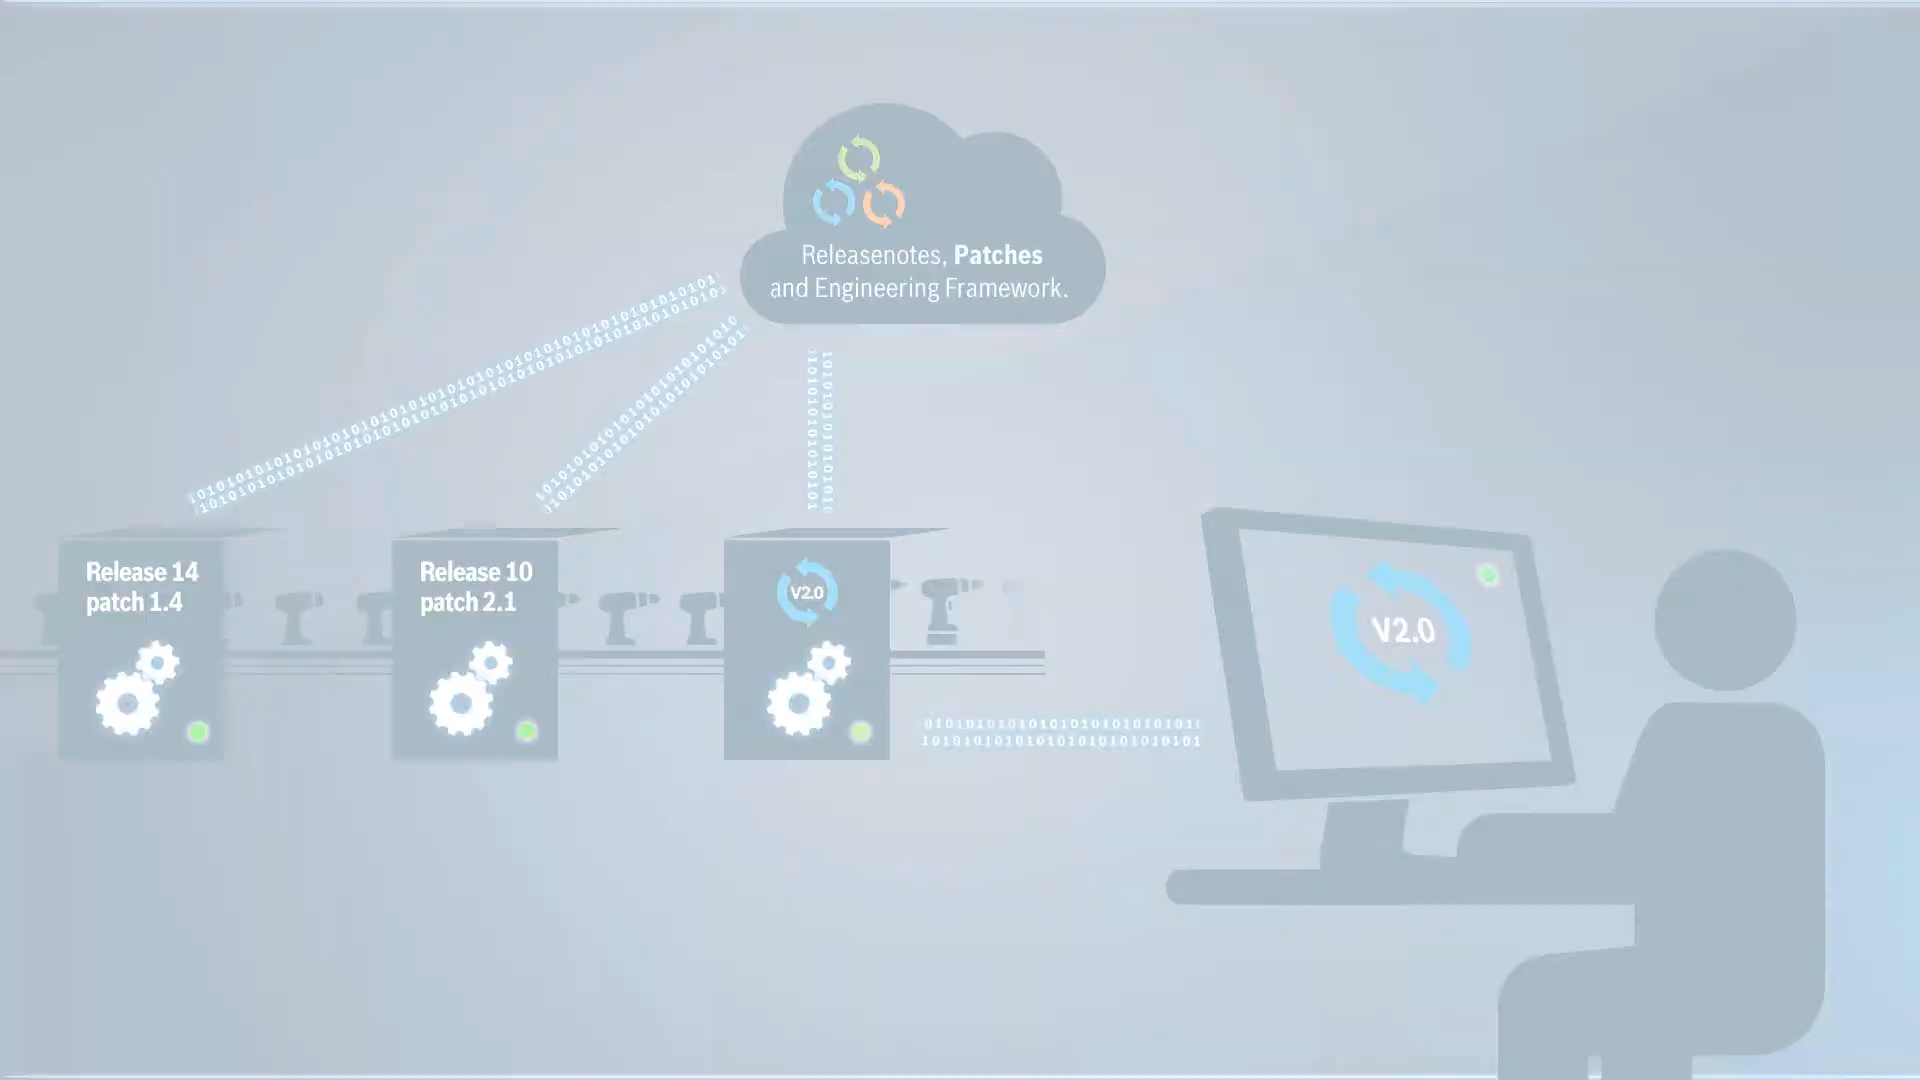 Releasenotes, Patches
and Engineering Framework.
Release 14
patch 1.4
Release 10
patch 2.1
V2.0
V2.0